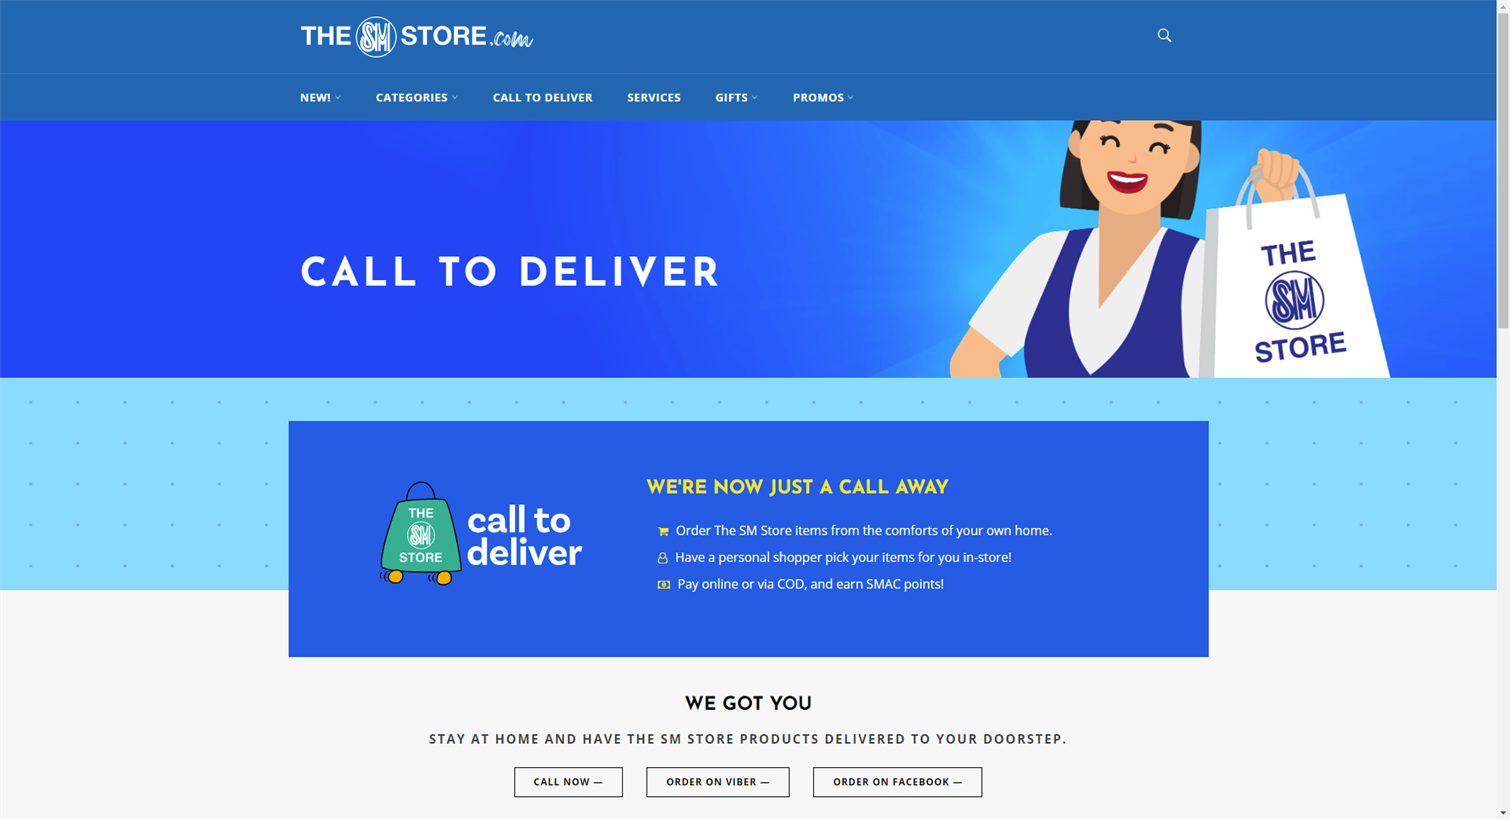 THE SM STORE.com
NEW! CATEGORIES CALL TO DELIVER SERVICES GIFTS PROMOS
CALL TO DELIVER
THE
SM
STORE
THE
SM
STORE
call to
deliver
WE'RE NOW JUST A CALL AWAY
Order The SM Store items from the comforts of your own home.
Have a personal shopper pick your items for you in-store!
Pay online or via COD, and earn SMAC points!
WE GOT YOU
STAY AT HOME AND HAVE THE SM STORE PRODUCTS DELIVERED TO YOUR DOORSTEP.
CALL NOW — ORDER ON VIBER — ORDER ON FACEBOOK —